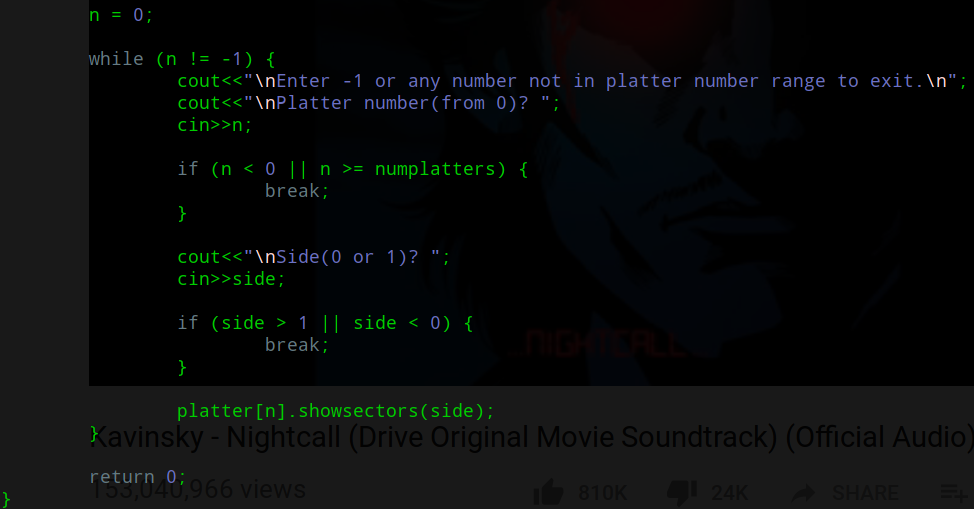 n = 0;
while (n != -1) {
cout<<"\nEnter -1 or any number not in platter number range to exit.\n";
cout<<"\nPlatter number(from 0)? ";
cin>>n;
if (n < 0 || n >= numplatters) {
break;
}
cout<<"\nSide(0 or 1)? ";
cin>>side;
if (side > 1 || side < 0) {
break;
}
NIGHTCALL
platter[n].showsectors(side);
}
Kavinsky - Nightcall (Drive Original Movie Soundtrack) (Official Audio)
return 0;
153,040,966 views
810K
24K
SHARE
}